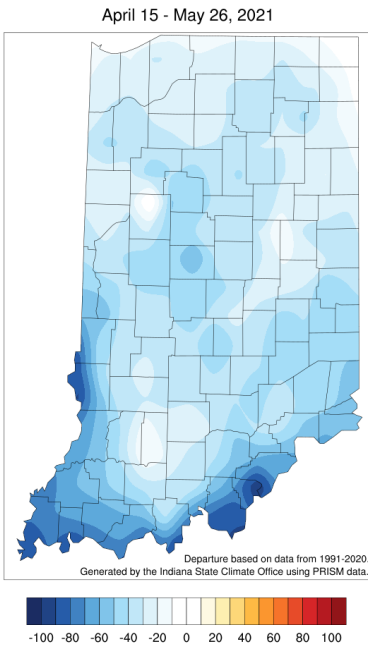 April 15 - May 26, 2021
Departure based on data from 1991-2020.
Generated by the Indiana State Climate Office using PRISM data.
-100 -80 -60 -40 -20 0 20 40 60 80 100